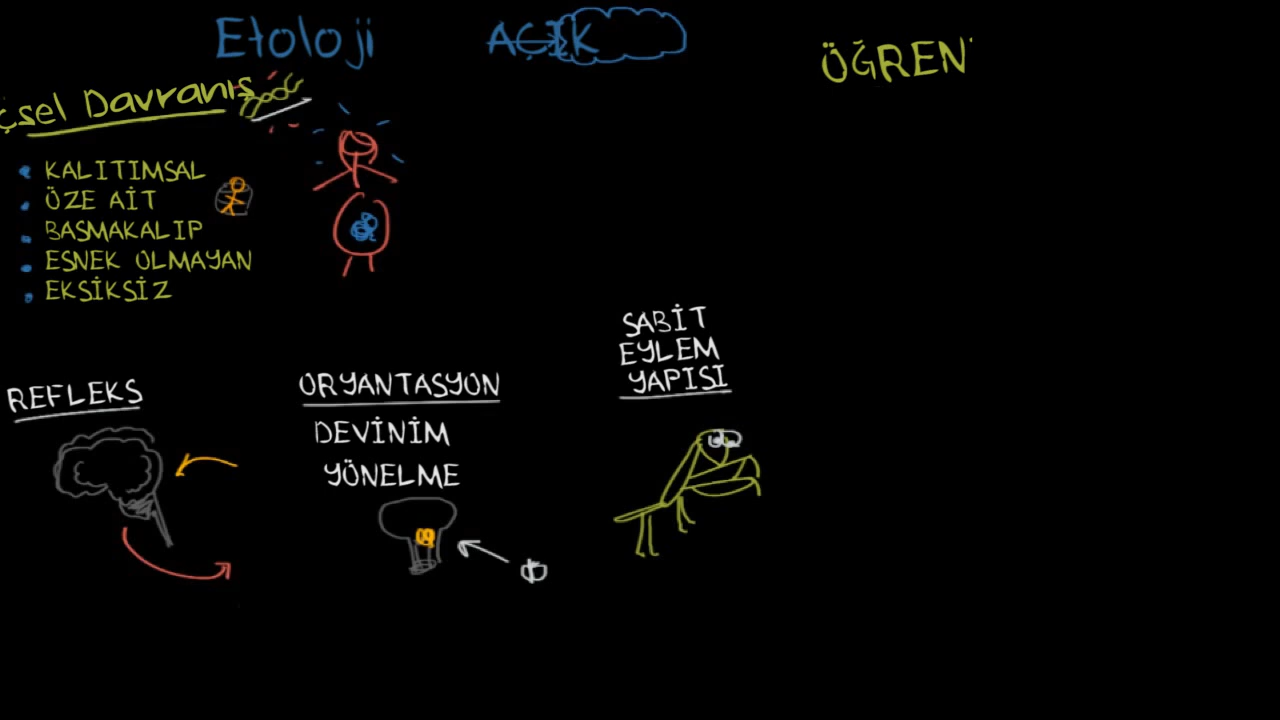 Etoloji
AÇIK
ÖĞREN
çsel Davranış
KALITIMSAL
ÖZE AİT
BASMAKALIP
ESNEK OLMAYAN
EKSİKSİZ
REFLEKS
ORYANTASYON
DEVİNİM
YÖNELME
SABİT
EYLEM
YAPISI